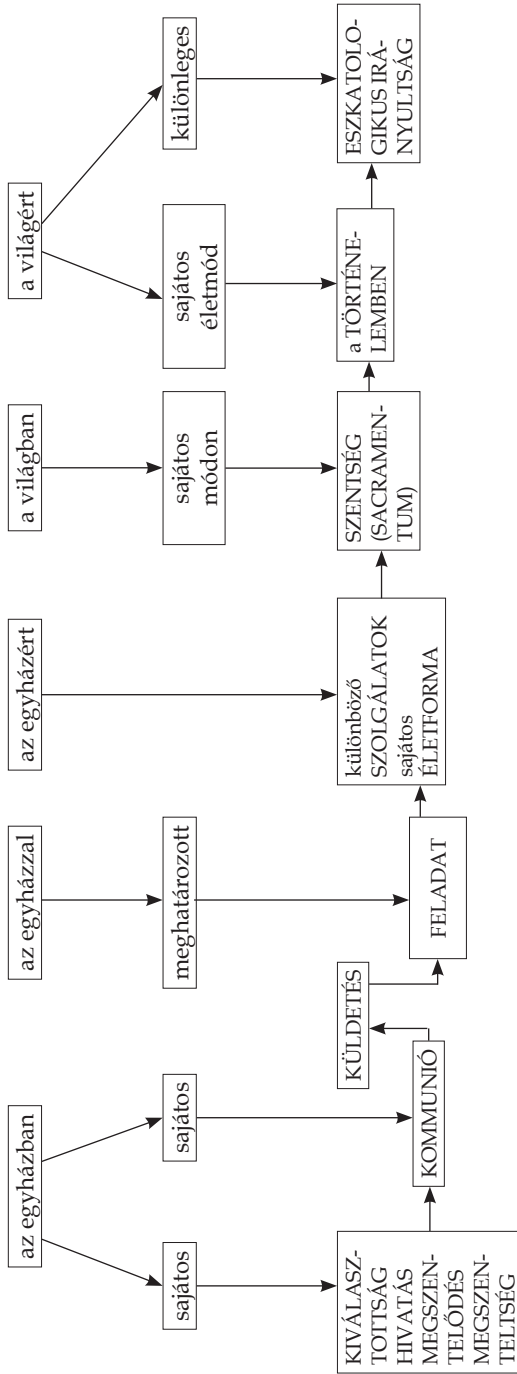 az egyházban
az egyházzal
az egyházért
a világban
a világért
sajátos
sajátos
meghatározott
sajátos
módon
sajátos
életmód
különleges
KIVÁLASZ-
TOTTSÁG
HIVATÁS
MEGSZEN-
TELŐDÉS
MEGSZEN-
TELTSÉG
KOMMUNIÓ
KÜLDETÉS
FELADAT
különböző
SZOLGÁLATOK
sajátos
ÉLETFORMA
SZENTSÉG
(SACRAMEN-
TUM)
a TÖRTÉNE-
LEMBEN
ESZKATOLO-
GIKUS IRÁ-
NYULTSÁG